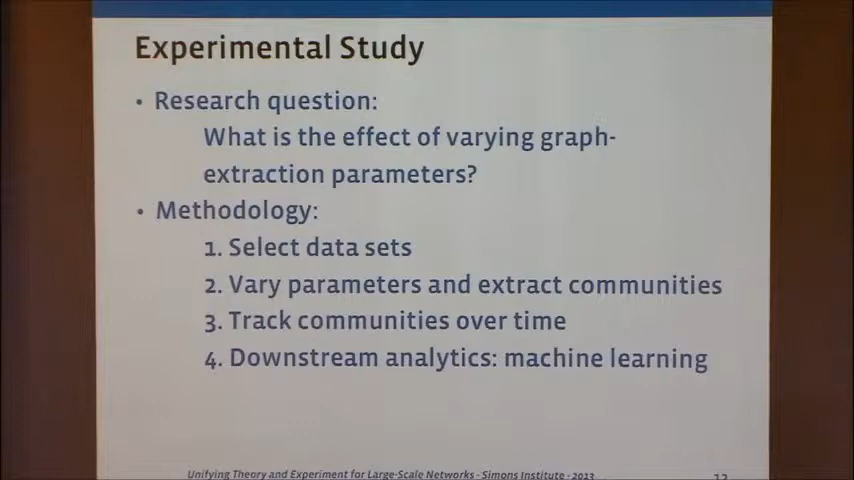 Experimental Study
• Research question:
What is the effect of varying graph-
extraction parameters?
• Methodology:
1. Select data sets
2. Vary parameters and extract communities
3. Track communities over time
4. Downstream analytics: machine learning
Unifying Theory and Experiment for Large-Scale Networks - Simons Institute - 2013